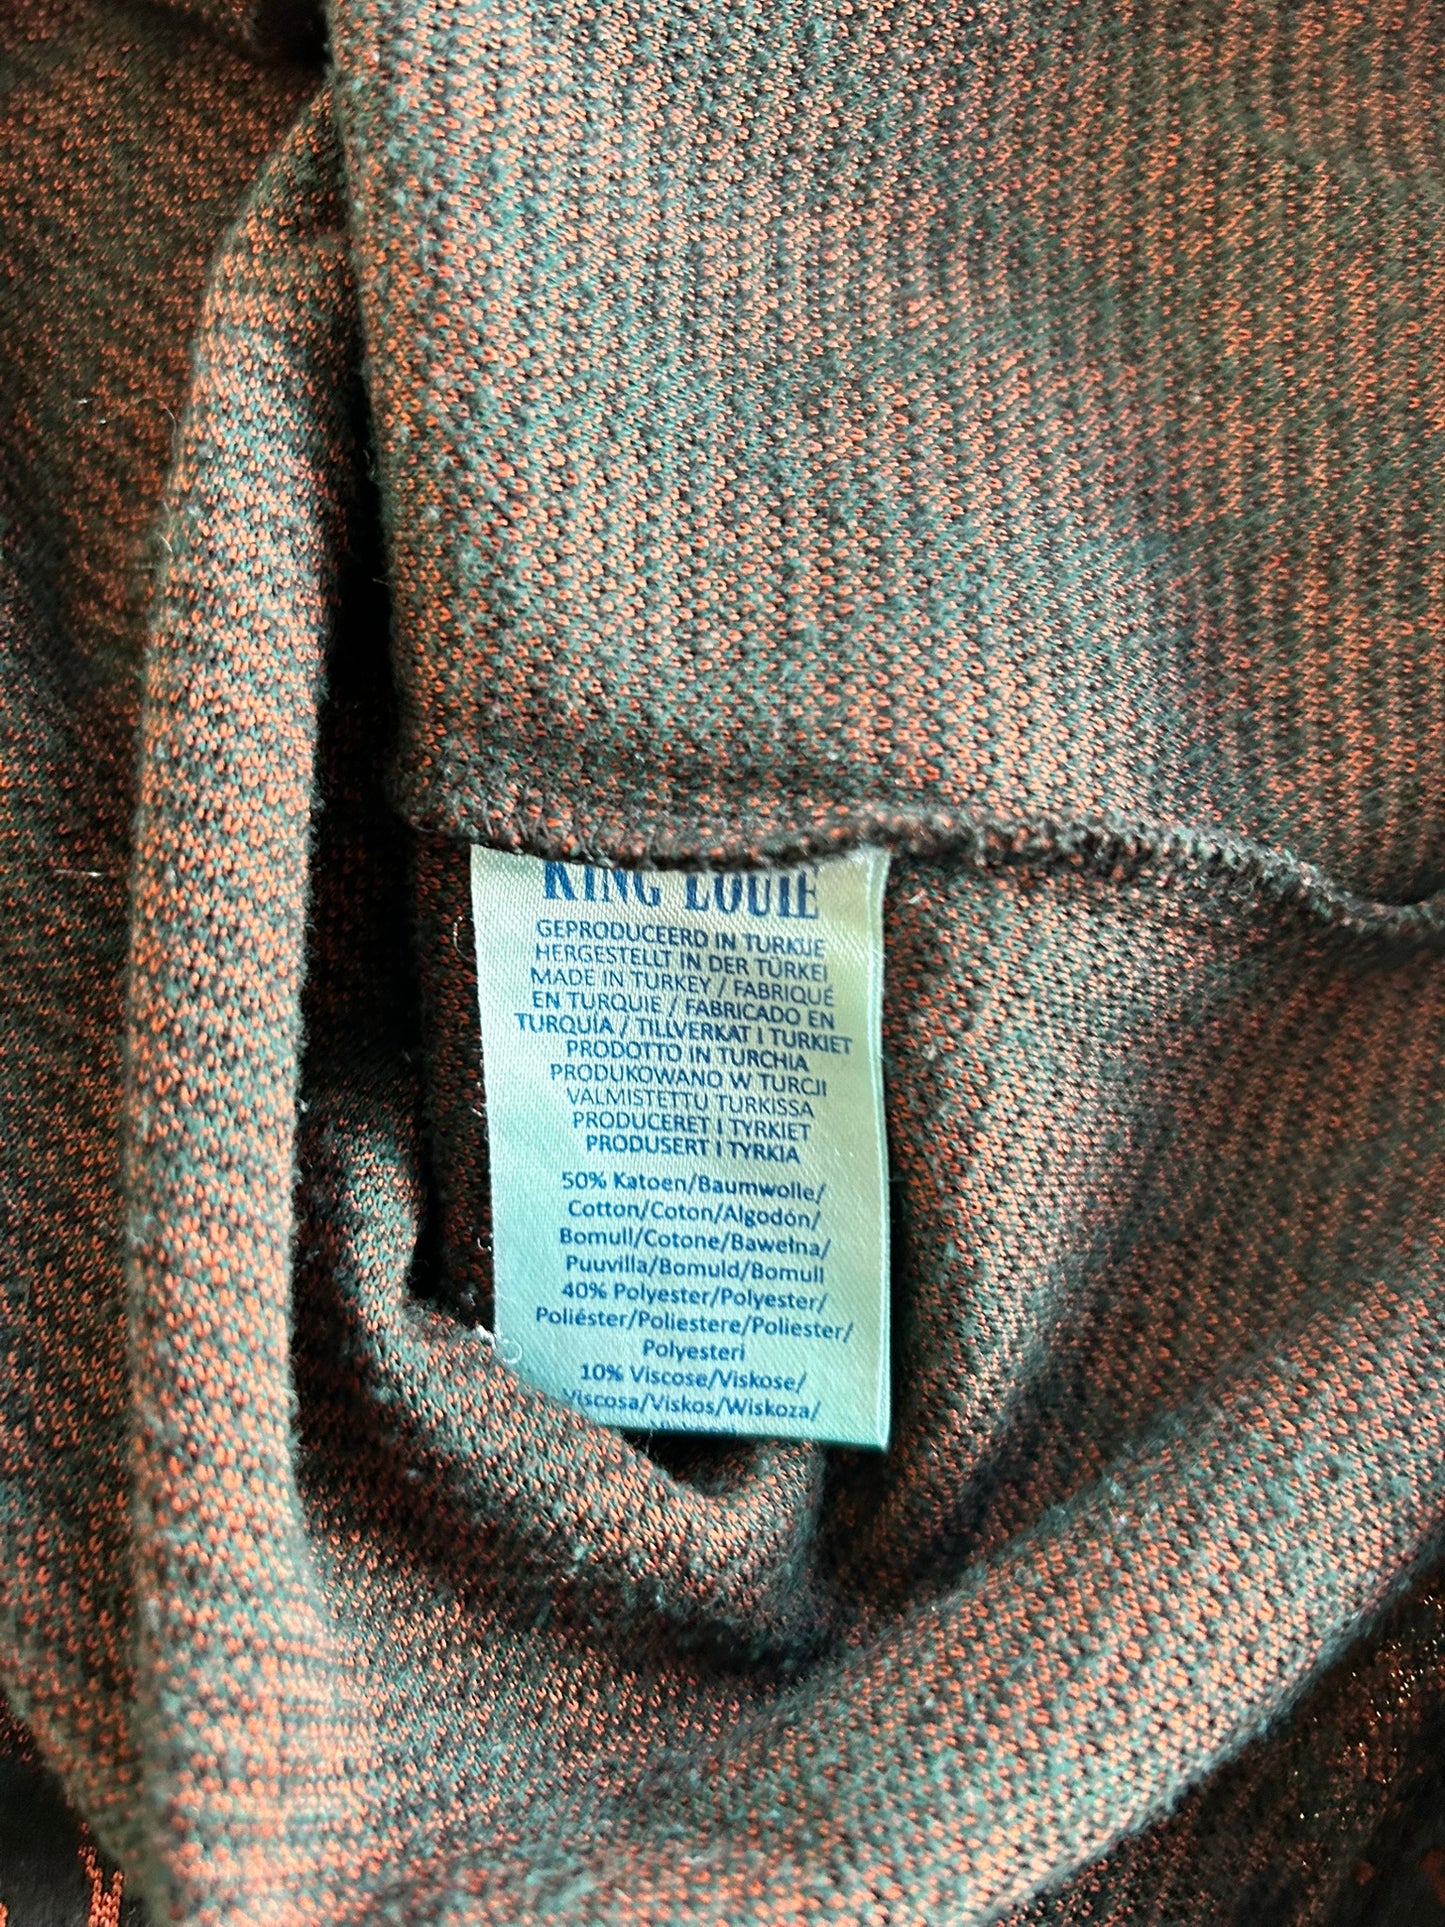 KING LOUIE
GEPRODUCEERD IN TURKIJE
HERGESTELLT IN DER TÜRKEI
MADE IN TURKEY / FABRIQUÉ
EN TURQUIE / FABRICADO EN
TURQUÍA / TILLVERKAT I TURKIET
PRODOTTO IN TURCHIA
PRODUKOWANO W TURCJI
VALMISTETTU TURKISSA
PRODUCERET I TYRKIET
PRODUSERT I TYRKIA
50% Katoen/Baumwolle/
Cotton/Coton/Algodón/
Bomull/Cotone/Bawełna/
Puuvilla/Bomuld/Bomull
40% Polyester/Polyester/
Poliéster/Poliestere/Poliester/
Polyesteri
10% Viscose/Viskose/
Viscosa/Viskos/Wiskoza/